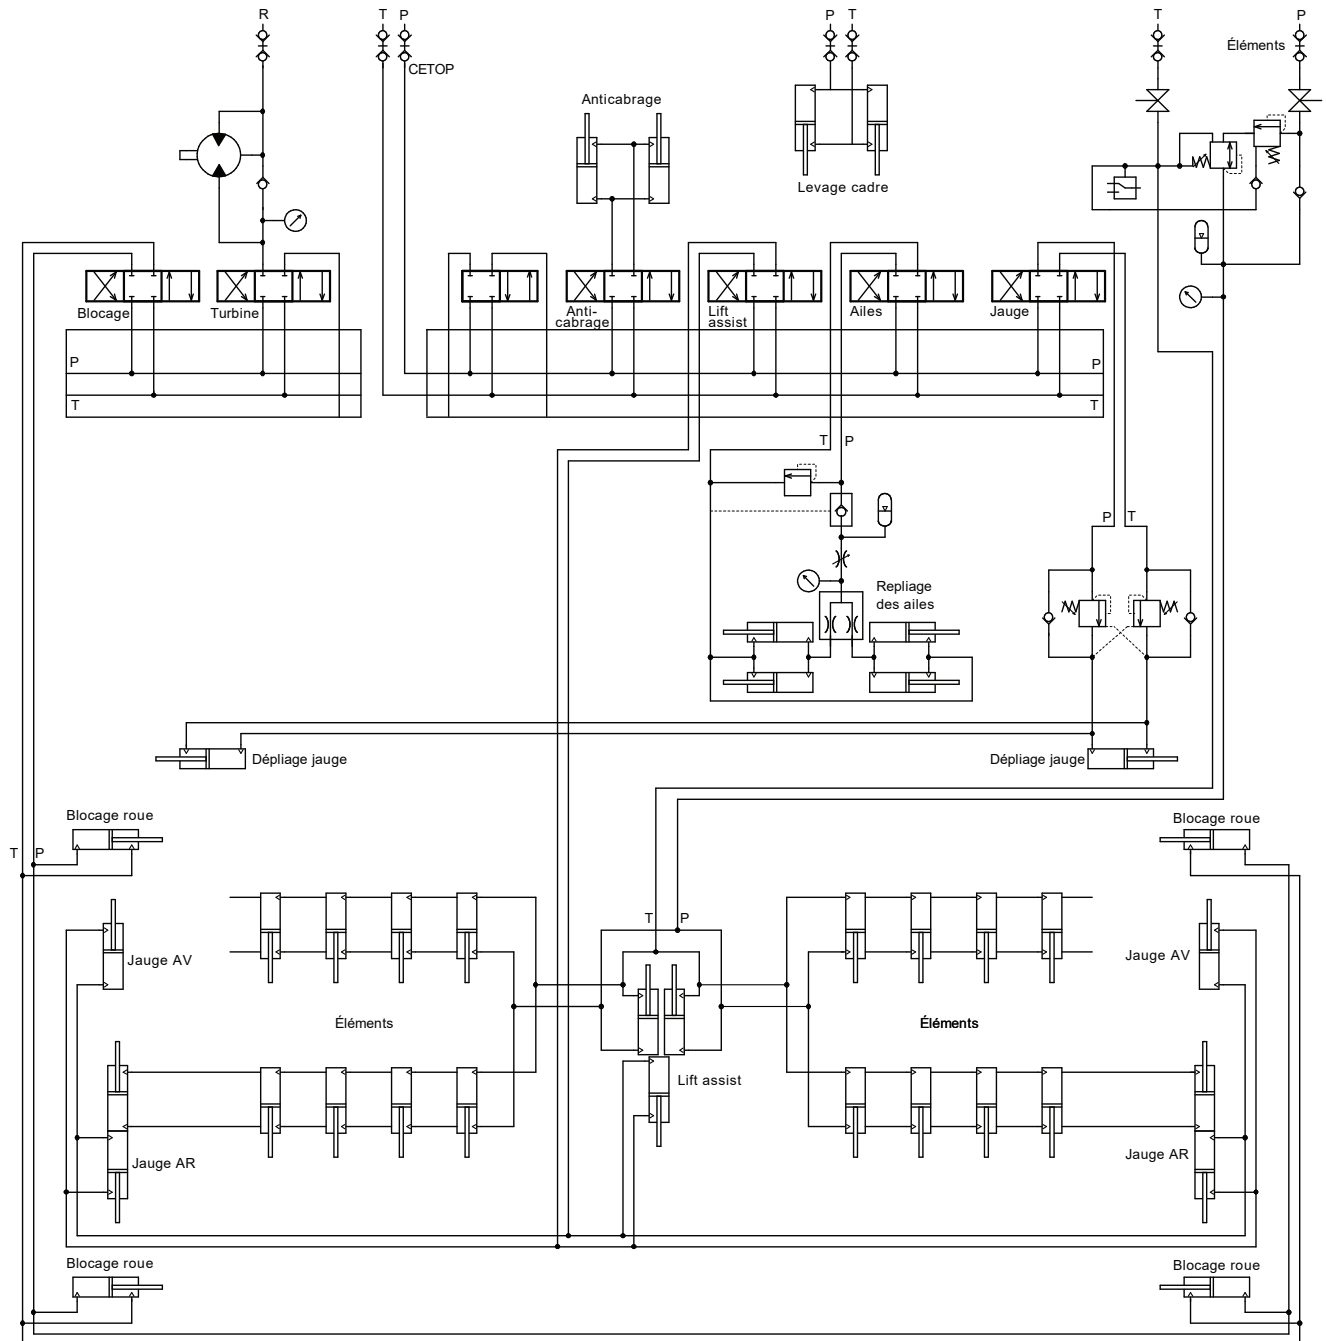 R
T P
P T
T
P
CETOP
Éléments
Anticabrage
Levage cadre
Blocage
Turbine
Anti-
cabrage
Lift
assist
Ailes
Jauge
P
P
T
T
T P
P T
Repliage
des ailes
Dépliage jauge
Dépliage jauge
Blocage roue
Blocage roue
T P
T P
Jauge AV
Jauge AV
Éléments
Éléments
Lift assist
Jauge AR
Jauge AR
Blocage roue
Blocage roue